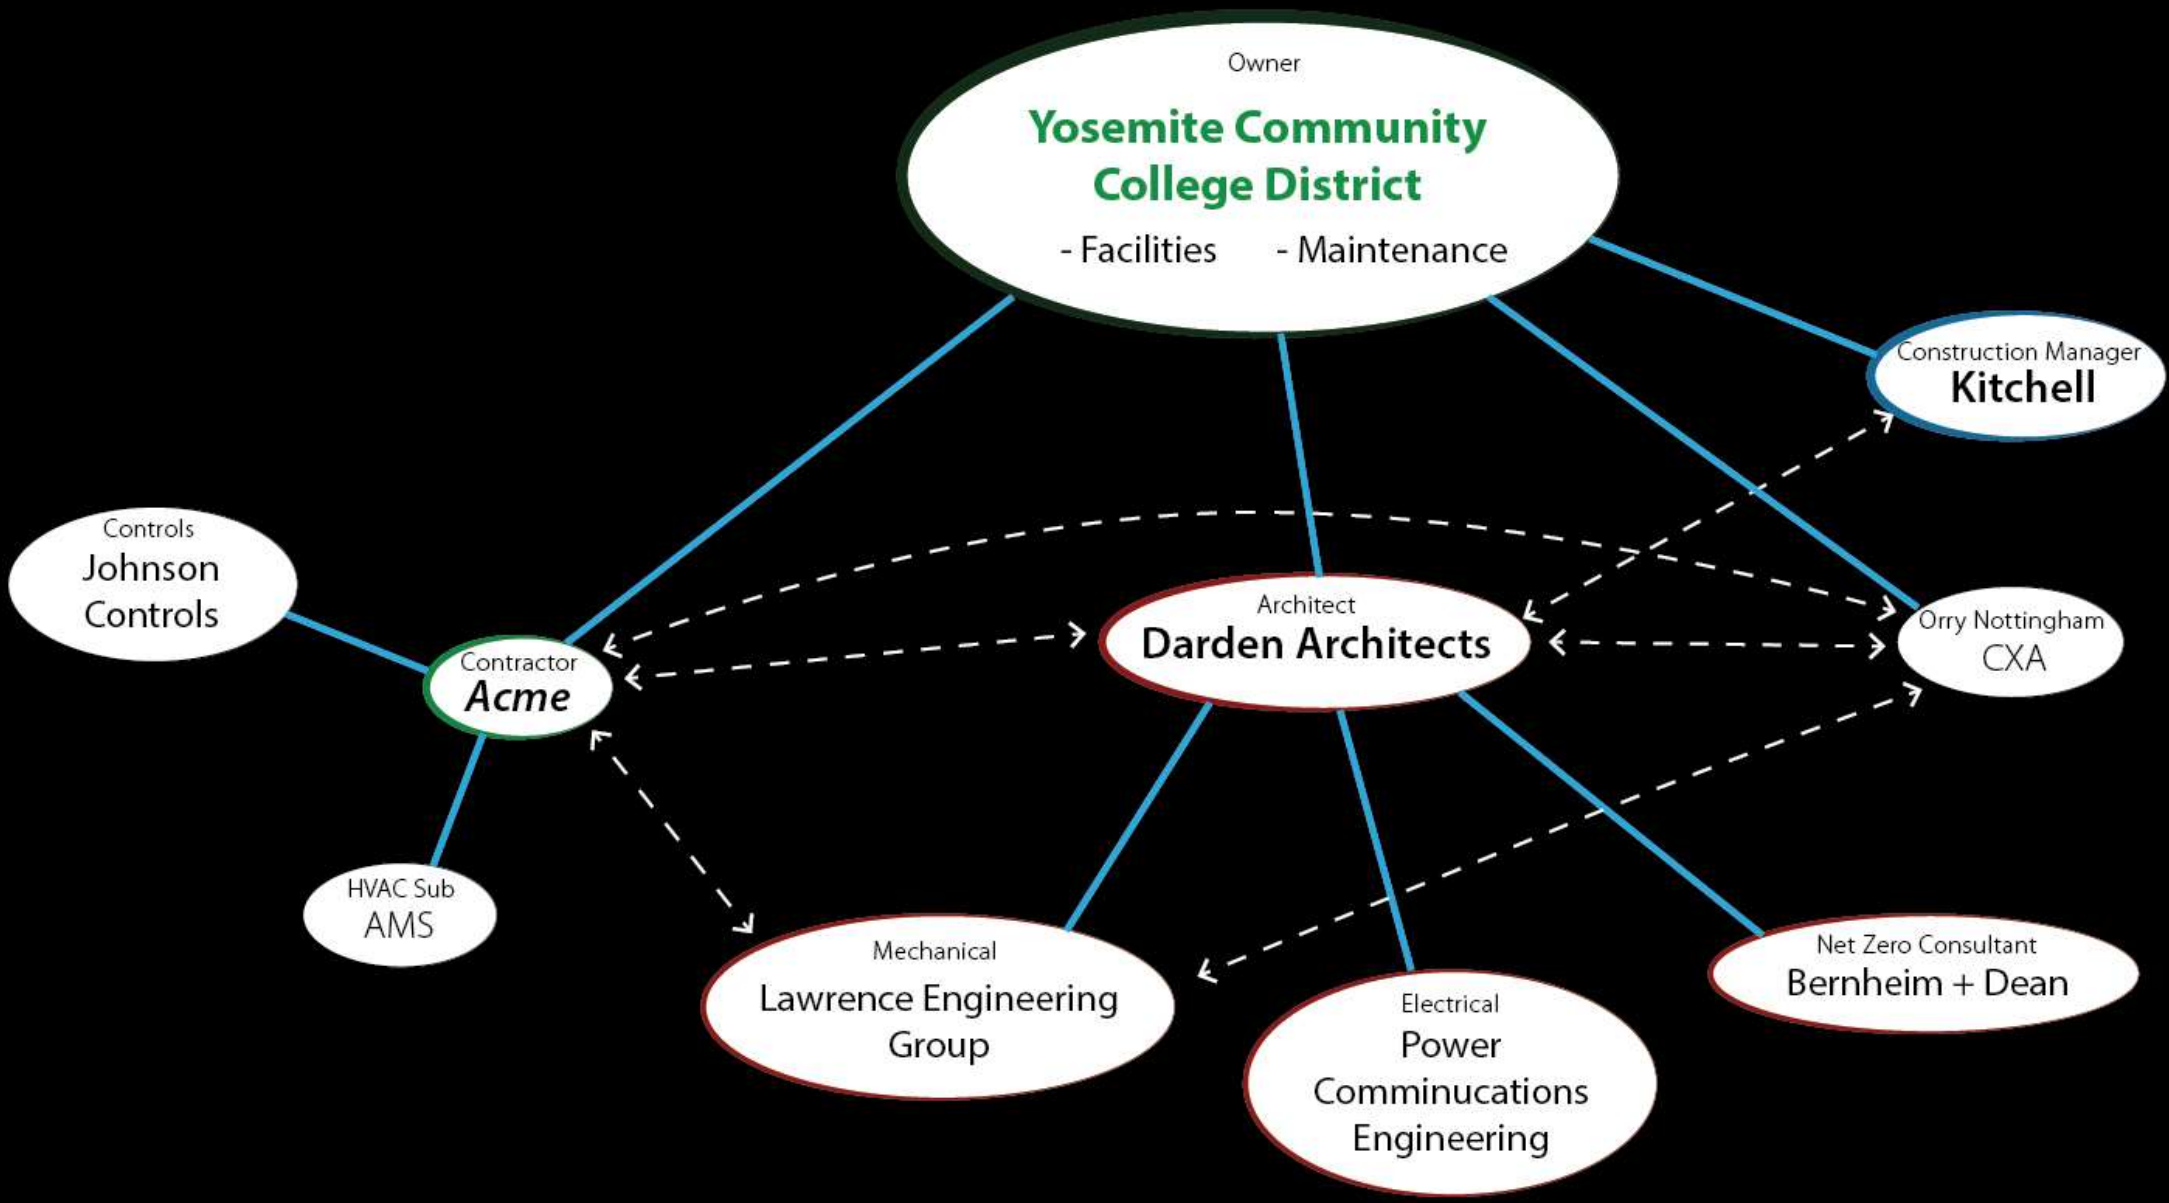 Owner
Yosemite Community
College District
- Facilities - Maintenance
Construction Manager
Kitchell
Controls
Johnson
Controls
Contractor
Acme
Architect
Darden Architects
Orry Nottingham
CXA
HVAC Sub
AMS
Mechanical
Lawrence Engineering
Group
Electrical
Power
Comminucations
Engineering
Net Zero Consultant
Bernheim + Dean